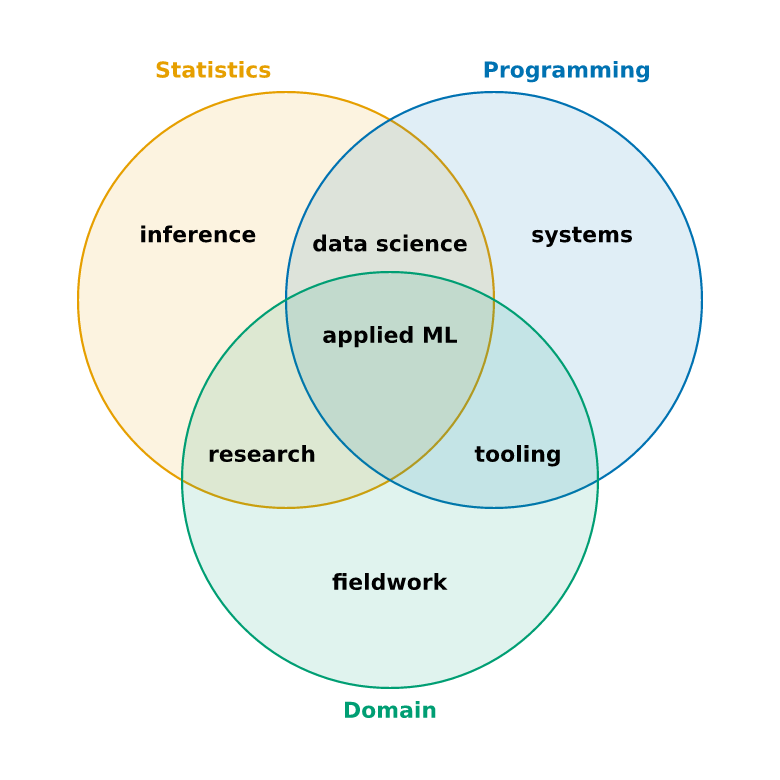 Statistics
Programming
inference
data science
systems
applied ML
research
tooling
fieldwork
Domain